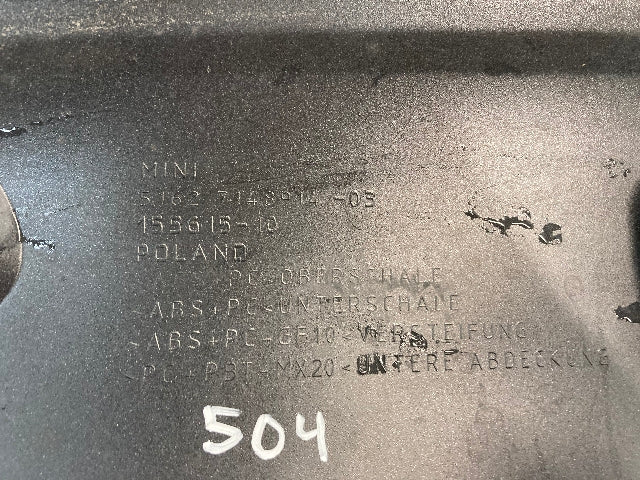 MINI
5162 7148914-03
155615-10
POLAND
PC<OBERSCHALE
<ABS+PC<UNTERSCHALE
<ABS+PC-GF10<VERSTEIFUNG
<PC+PBT-MX20<UNTERE ABDECKUNG
504